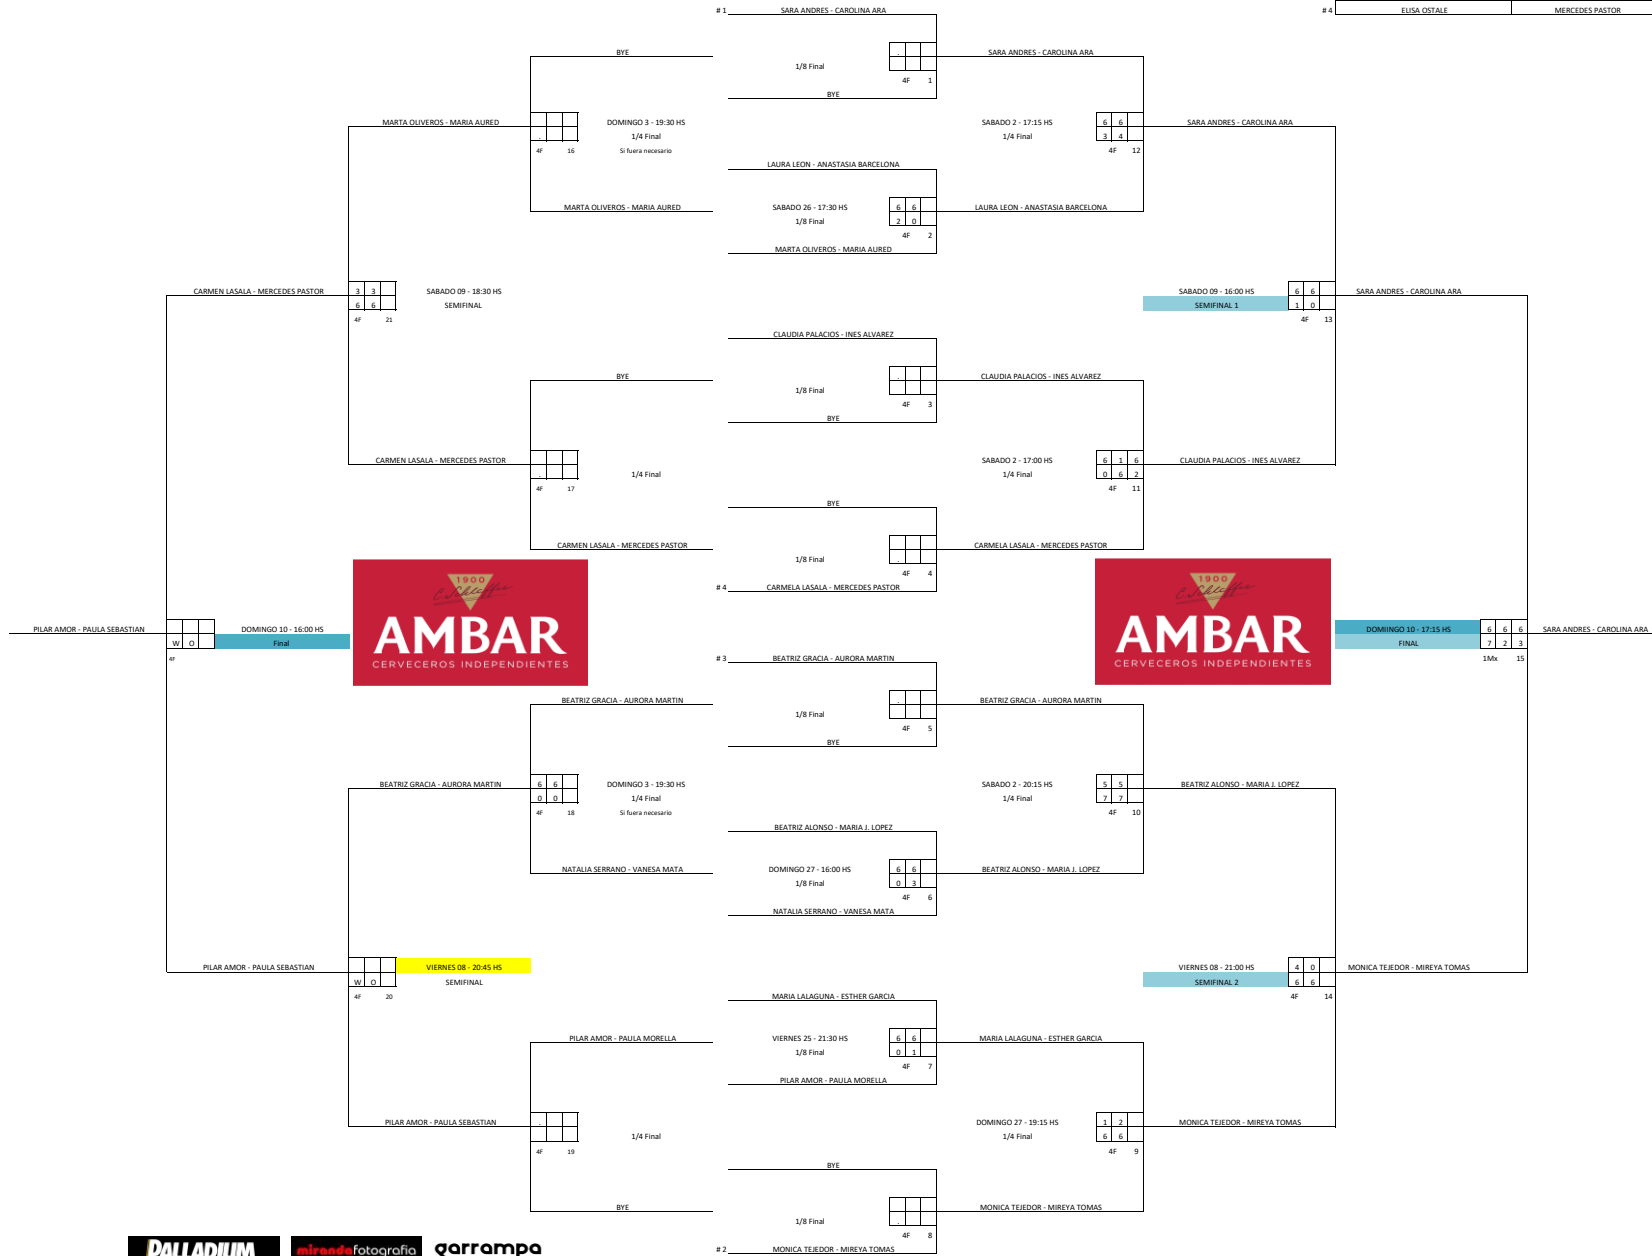 # 1 SARA ANDRES - CAROLINA ARA
# 4 ELISA OSTALE MERCEDES PASTOR
BYE
SARA ANDRES - CAROLINA ARA
1/8 Final
4F 1
BYE
MARTA OLIVEROS - MARIA AURED
DOMINGO 3 - 19:30 HS
1/4 Final
4F 16 Si fuera necesario
SABADO 2 - 17:15 HS 6 6
1/4 Final 3 4
4F 12
SARA ANDRES - CAROLINA ARA
LAURA LEON - ANASTASIA BARCELONA
MARTA OLIVEROS - MARIA AURED
SABADO 26 - 17:30 HS 6 6
1/8 Final 2 0
4F 2
LAURA LEON - ANASTASIA BARCELONA
MARTA OLIVEROS - MARIA AURED
CARMEN LASALA - MERCEDES PASTOR
3 3 SABADO 09 - 18:30 HS
6 6 SEMIFINAL
4F 21
SABADO 09 - 16:00 HS 6 6
SEMIFINAL 1 1 0
4F 13
SARA ANDRES - CAROLINA ARA
CLAUDIA PALACIOS - INES ALVAREZ
BYE
1/8 Final
4F 3
CLAUDIA PALACIOS - INES ALVAREZ
BYE
CARMEN LASALA - MERCEDES PASTOR
1/4 Final
4F 17
SABADO 2 - 17:00 HS 6 1 6
1/4 Final 0 6 2
4F 11
CLAUDIA PALACIOS - INES ALVAREZ
BYE
CARMEN LASALA - MERCEDES PASTOR
1/8 Final
4F 4
CARMELA LASALA - MERCEDES PASTOR
# 4 CARMELA LASALA - MERCEDES PASTOR
1900
AMBAR
CERVECEROS INDEPENDIENTES
1900
AMBAR
CERVECEROS INDEPENDIENTES
PILAR AMOR - PAULA SEBASTIAN
DOMINGO 10 - 16:00 HS
W O Final
4F
DOMIINGO 10 - 17:15 HS 6 6 6
FINAL 7 2 3
1Mx 15
SARA ANDRES - CAROLINA ARA
# 3 BEATRIZ GRACIA - AURORA MARTIN
BEATRIZ GRACIA - AURORA MARTIN
1/8 Final
4F 5
BEATRIZ GRACIA - AURORA MARTIN
BYE
BEATRIZ GRACIA - AURORA MARTIN
6 6 DOMINGO 3 - 19:30 HS
0 0 1/4 Final
4F 18 Si fuera necesario
SABADO 2 - 20:15 HS 5 5
1/4 Final 7 7
4F 10
BEATRIZ ALONSO - MARIA J. LOPEZ
BEATRIZ ALONSO - MARIA J. LOPEZ
NATALIA SERRANO - VANESA MATA
DOMINGO 27 - 16:00 HS 6 6
1/8 Final 0 3
4F 6
BEATRIZ ALONSO - MARIA J. LOPEZ
NATALIA SERRANO - VANESA MATA
PILAR AMOR - PAULA SEBASTIAN
VIERNES 08 - 20:45 HS
W O SEMIFINAL
4F 20
VIERNES 08 - 21:00 HS 4 0
SEMIFINAL 2 6 6
4F 14
MONICA TEJEDOR - MIREYA TOMAS
MARIA LALAGUNA - ESTHER GARCIA
PILAR AMOR - PAULA MORELLA
VIERNES 25 - 21:30 HS 6 6
1/8 Final 0 1
4F 7
MARIA LALAGUNA - ESTHER GARCIA
PILAR AMOR - PAULA MORELLA
PILAR AMOR - PAULA SEBASTIAN
1/4 Final
4F 19
DOMINGO 27 - 19:15 HS 1 2
1/4 Final 6 6
4F 9
MONICA TEJEDOR - MIREYA TOMAS
BYE
BYE
1/8 Final
4F 8
MONICA TEJEDOR - MIREYA TOMAS
# 2 MONICA TEJEDOR - MIREYA TOMAS
PALLADIUM
mirandafotografia
garrampa